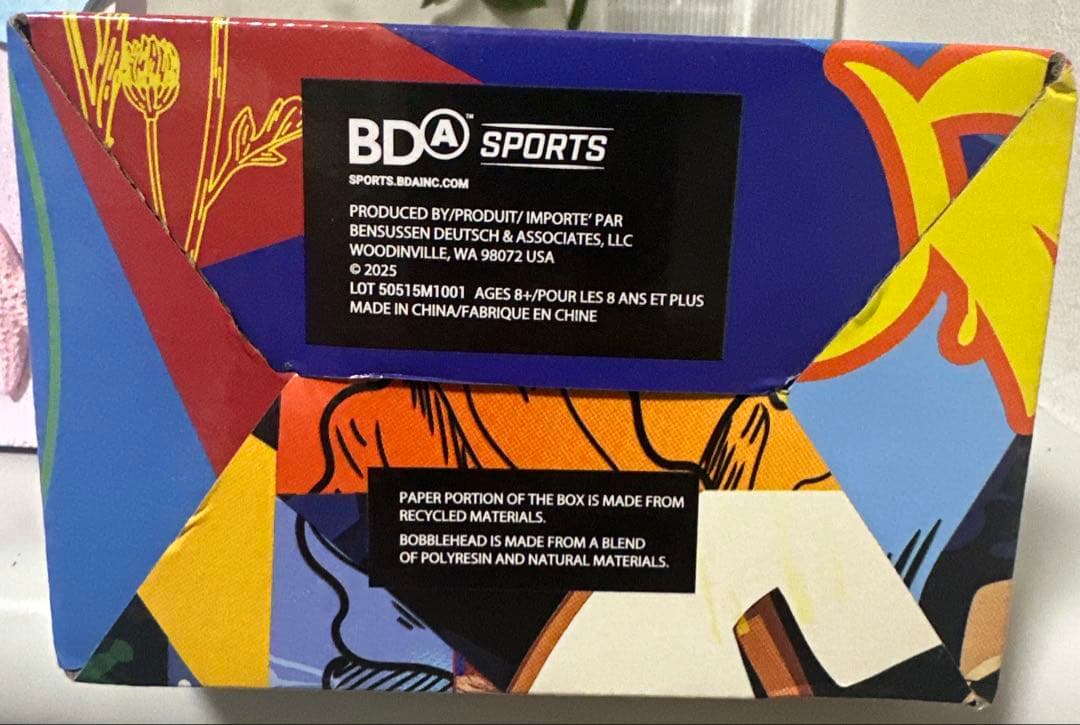 BDA™ SPORTS
SPORTS.BDAINC.COM
PRODUCED BY/PRODUIT/ IMPORTE' PAR
BENSUSSEN DEUTSCH & ASSOCIATES, LLC
WOODINVILLE, WA 98072 USA
© 2025
LOT 50515M1001 AGES 8+/POUR LES 8 ANS ET PLUS
MADE IN CHINA/FABRIQUE EN CHINE
PAPER PORTION OF THE BOX IS MADE FROM
RECYCLED MATERIALS.
BOBBLEHEAD IS MADE FROM A BLEND
OF POLYRESIN AND NATURAL MATERIALS.